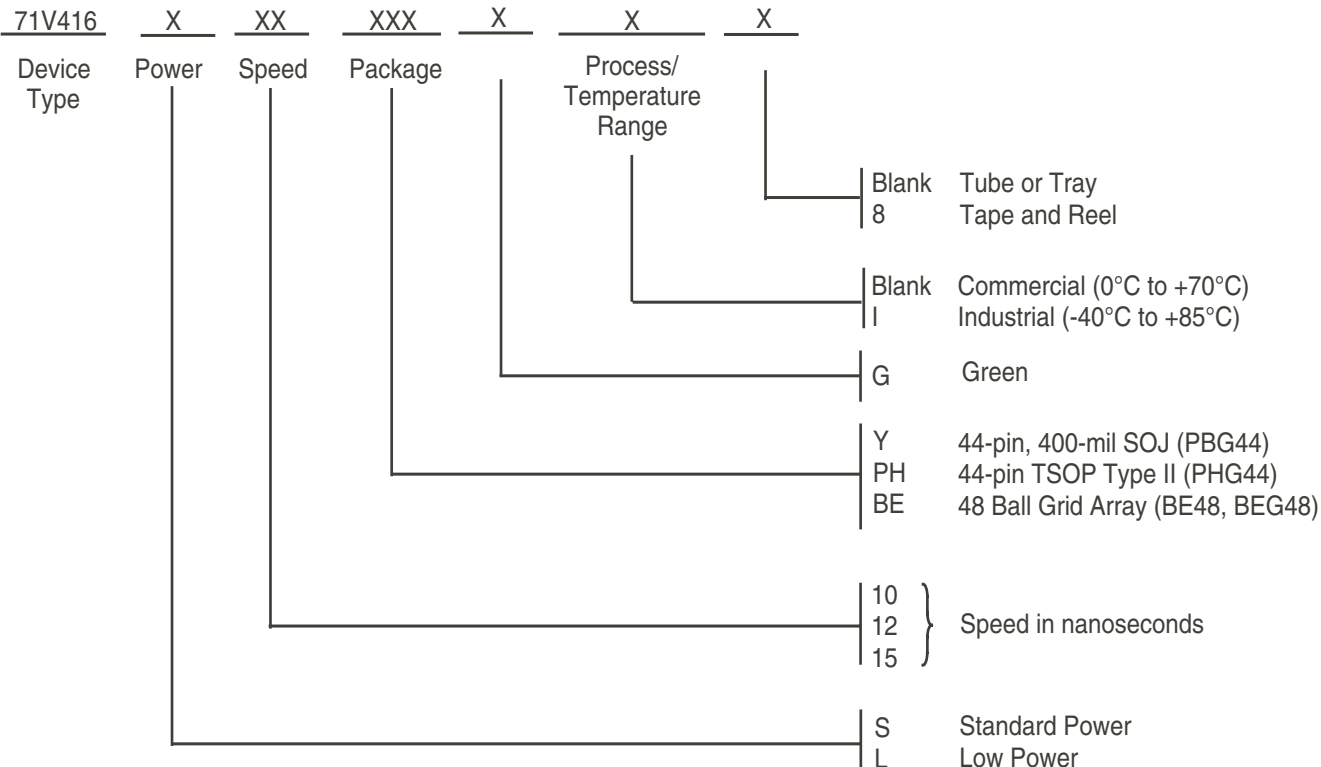 71V416 X XX XXX X X X
Device Type
Power
Speed
Package
Process/
Temperature
Range
Blank Tube or Tray
8 Tape and Reel
Blank Commercial (0°C to +70°C)
I Industrial (-40°C to +85°C)
G Green
Y 44-pin, 400-mil SOJ (PBG44)
PH 44-pin TSOP Type II (PHG44)
BE 48 Ball Grid Array (BE48, BEG48)
10
12 Speed in nanoseconds
15
S Standard Power
L Low Power